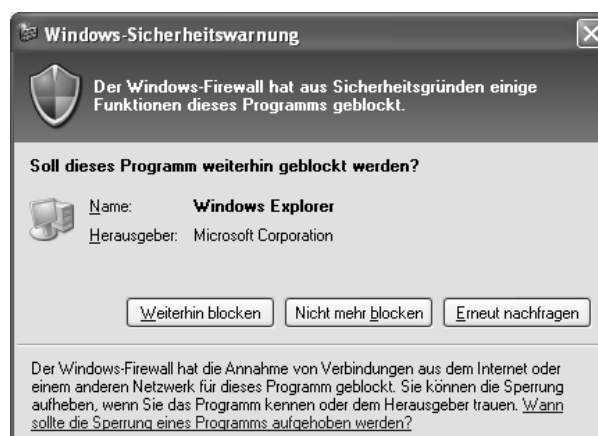 Windows-Sicherheitswarnung
Der Windows-Firewall hat aus Sicherheitsgründen einige
Funktionen dieses Programms geblockt.
Soll dieses Programm weiterhin geblockt werden?
Name: Windows Explorer
Herausgeber: Microsoft Corporation
Weiterhin blocken Nicht mehr blocken Erneut nachfragen
Der Windows-Firewall hat die Annahme von Verbindungen aus dem Internet oder
einem anderen Netzwerk für dieses Programm geblockt. Sie können die Sperrung
aufheben, wenn Sie das Programm kennen oder dem Herausgeber trauen. Wann
sollte die Sperrung eines Programms aufgehoben werden?